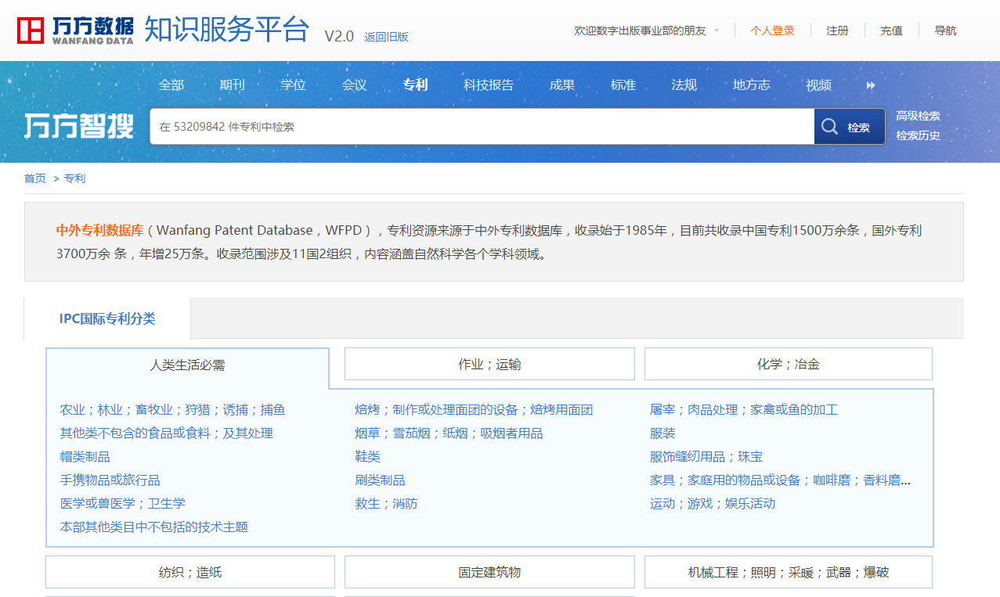 万方数据 知识服务平台 V2.0 返回旧版
WANFANG DATA
欢迎数字出版事业部的朋友 个人登录 注册 充值 导航
全部 期刊 学位 会议 专利 科技报告 成果 标准 法规 地方志 视频
万方智搜 在 53209842 件专利中检索 检索
高级检索
检索历史
首页 > 专利
中外专利数据库（Wanfang Patent Database，WFPD），专利资源来源于中外专利数据库，收录始于1985年，目前共收录中国专利1500万余条，国外专利
3700万余 条，年增25万条。收录范围涉及11国2组织，内容涵盖自然科学各个学科领域。
IPC国际专利分类
人类生活必需 作业；运输 化学；冶金
农业；林业；畜牧业；狩猎；诱捕；捕鱼 焙烤；制作或处理面团的设备；焙烤用面团 屠宰；肉品处理；家禽或鱼的加工
其他类不包含的食品或食料；及其处理 烟草；雪茄烟；纸烟；吸烟者用品 服装
帽类制品 鞋类 服饰缝纫用品；珠宝
手携物品或旅行品 刷类制品 家具；家庭用的物品或设备；咖啡磨；香料磨...
医学或兽医学；卫生学 救生；消防 运动；游戏；娱乐活动
本部其他类目中不包括的技术主题
纺织；造纸 固定建筑物 机械工程；照明；采暖；武器；爆破